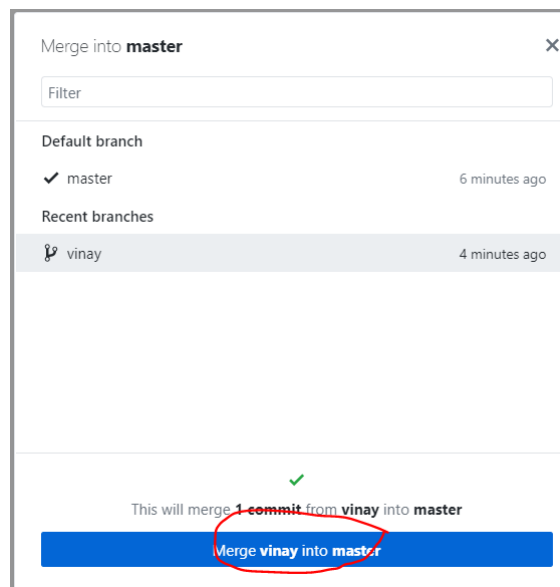 Merge into master
Filter
Default branch
master 6 minutes ago
Recent branches
vinay 4 minutes ago
This will merge 1 commit from vinay into master
Merge vinay into master